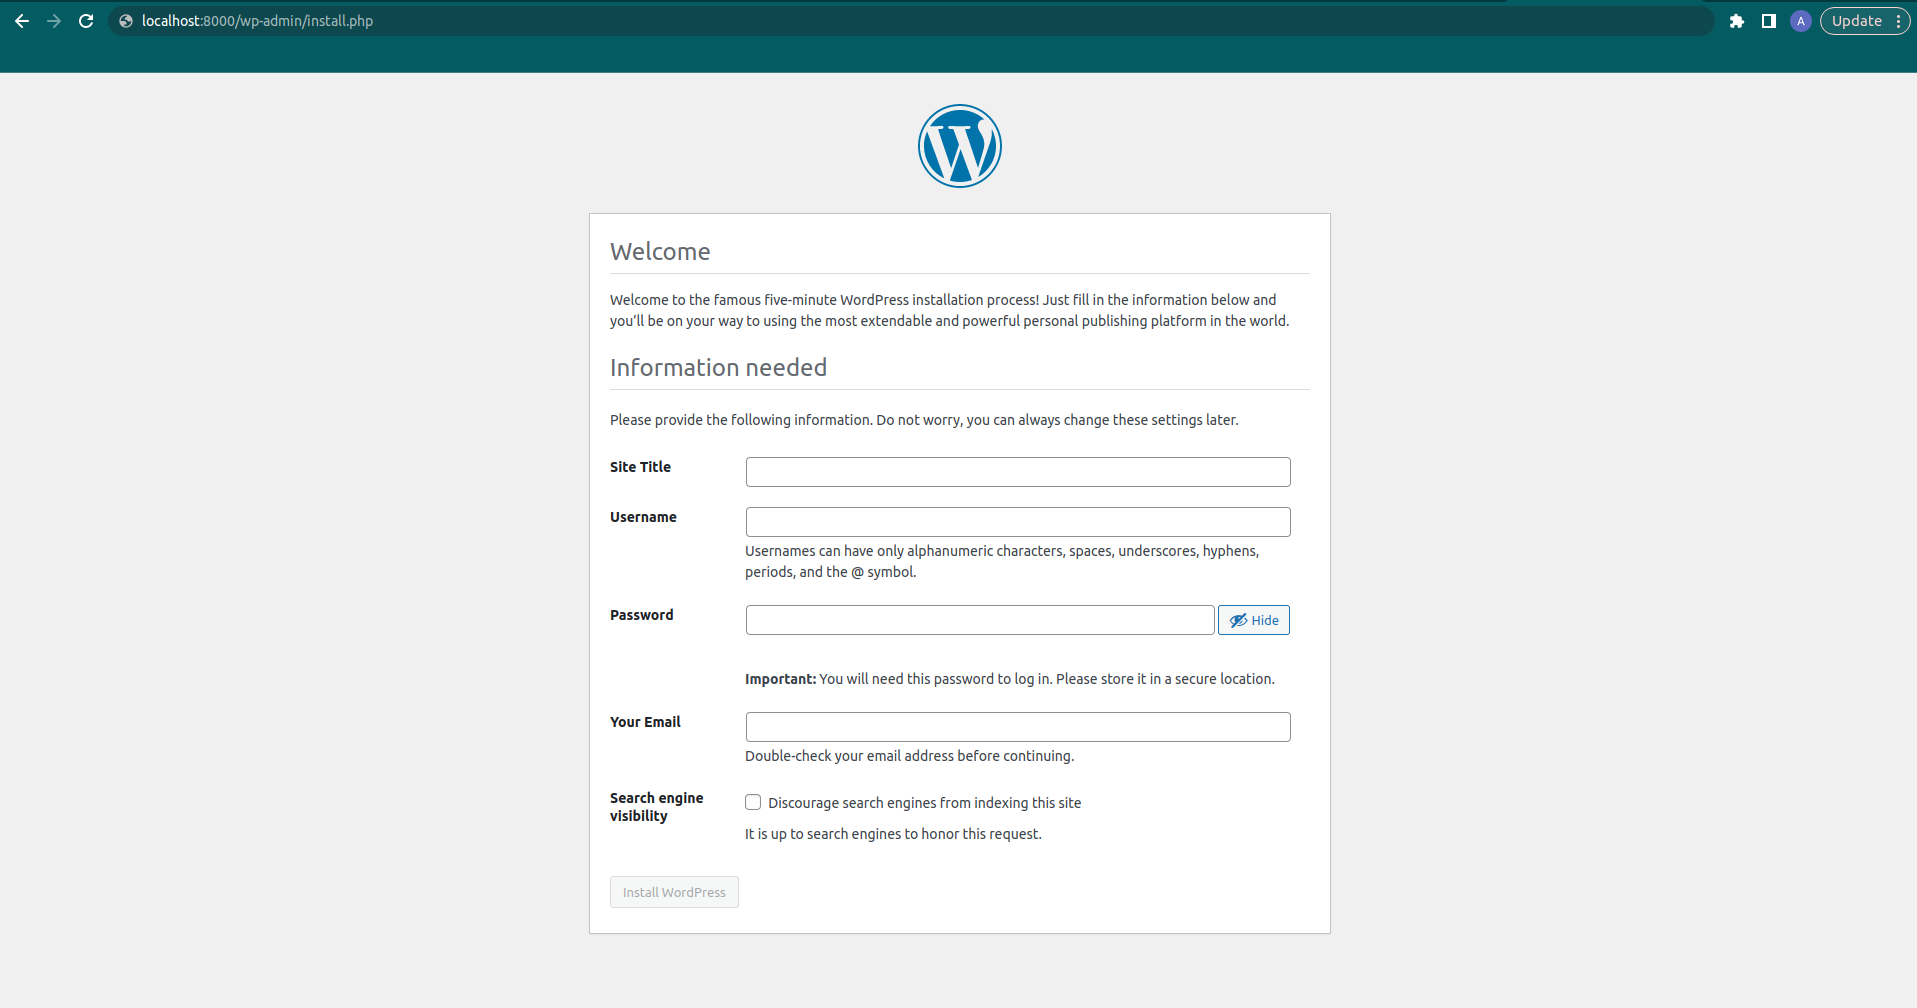 localhost:8000/wp-admin/install.php
A
Update
W
Welcome
Welcome to the famous five-minute WordPress installation process! Just fill in the information below and
you’ll be on your way to using the most extendable and powerful personal publishing platform in the world.
Information needed
Please provide the following information. Do not worry, you can always change these settings later.
Site Title
Username
Usernames can have only alphanumeric characters, spaces, underscores, hyphens,
periods, and the @ symbol.
Password
Hide
Important: You will need this password to log in. Please store it in a secure location.
Your Email
Double-check your email address before continuing.
Search engine
visibility
Discourage search engines from indexing this site
It is up to search engines to honor this request.
Install WordPress